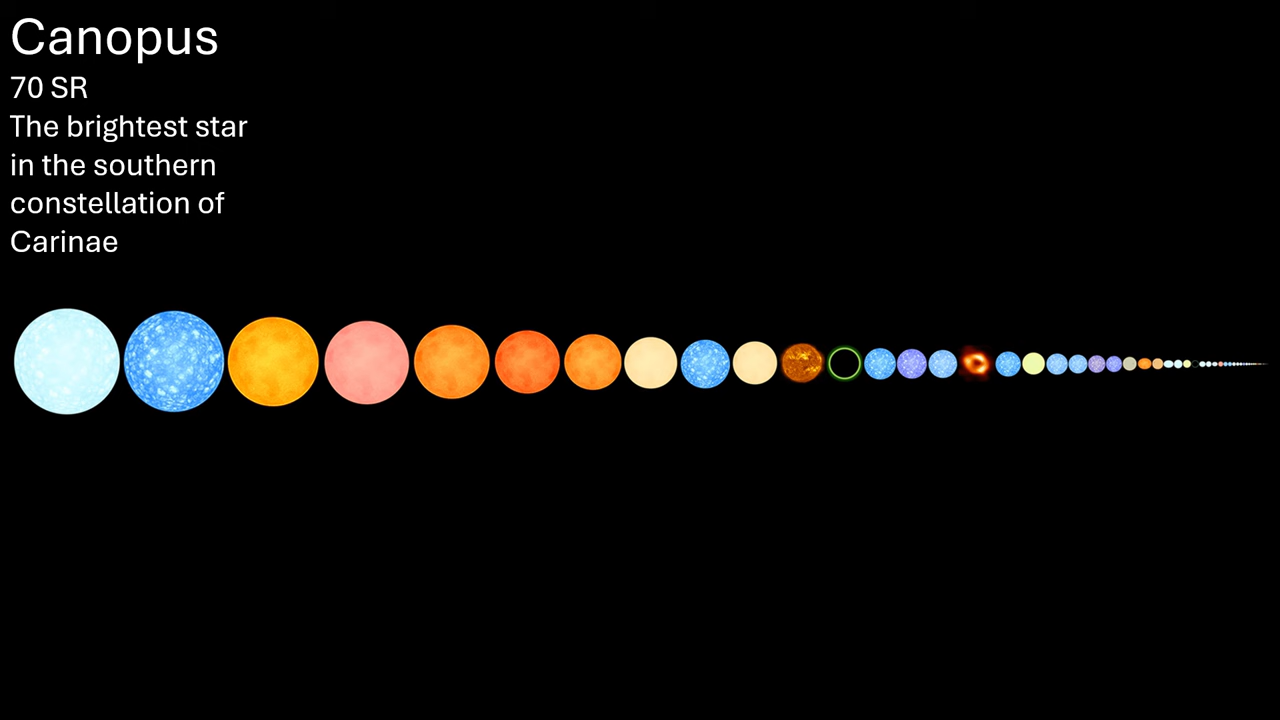 Canopus
70 SR
The brightest star
in the southern
constellation of
Carinae